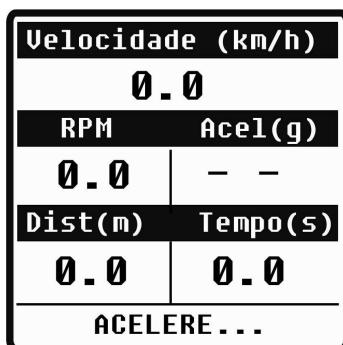 Velocidade (km/h)
0.0
RPM Acel(g)
0.0 - -
Dist(m) Tempo(s)
0.0 0.0
ACELERE...